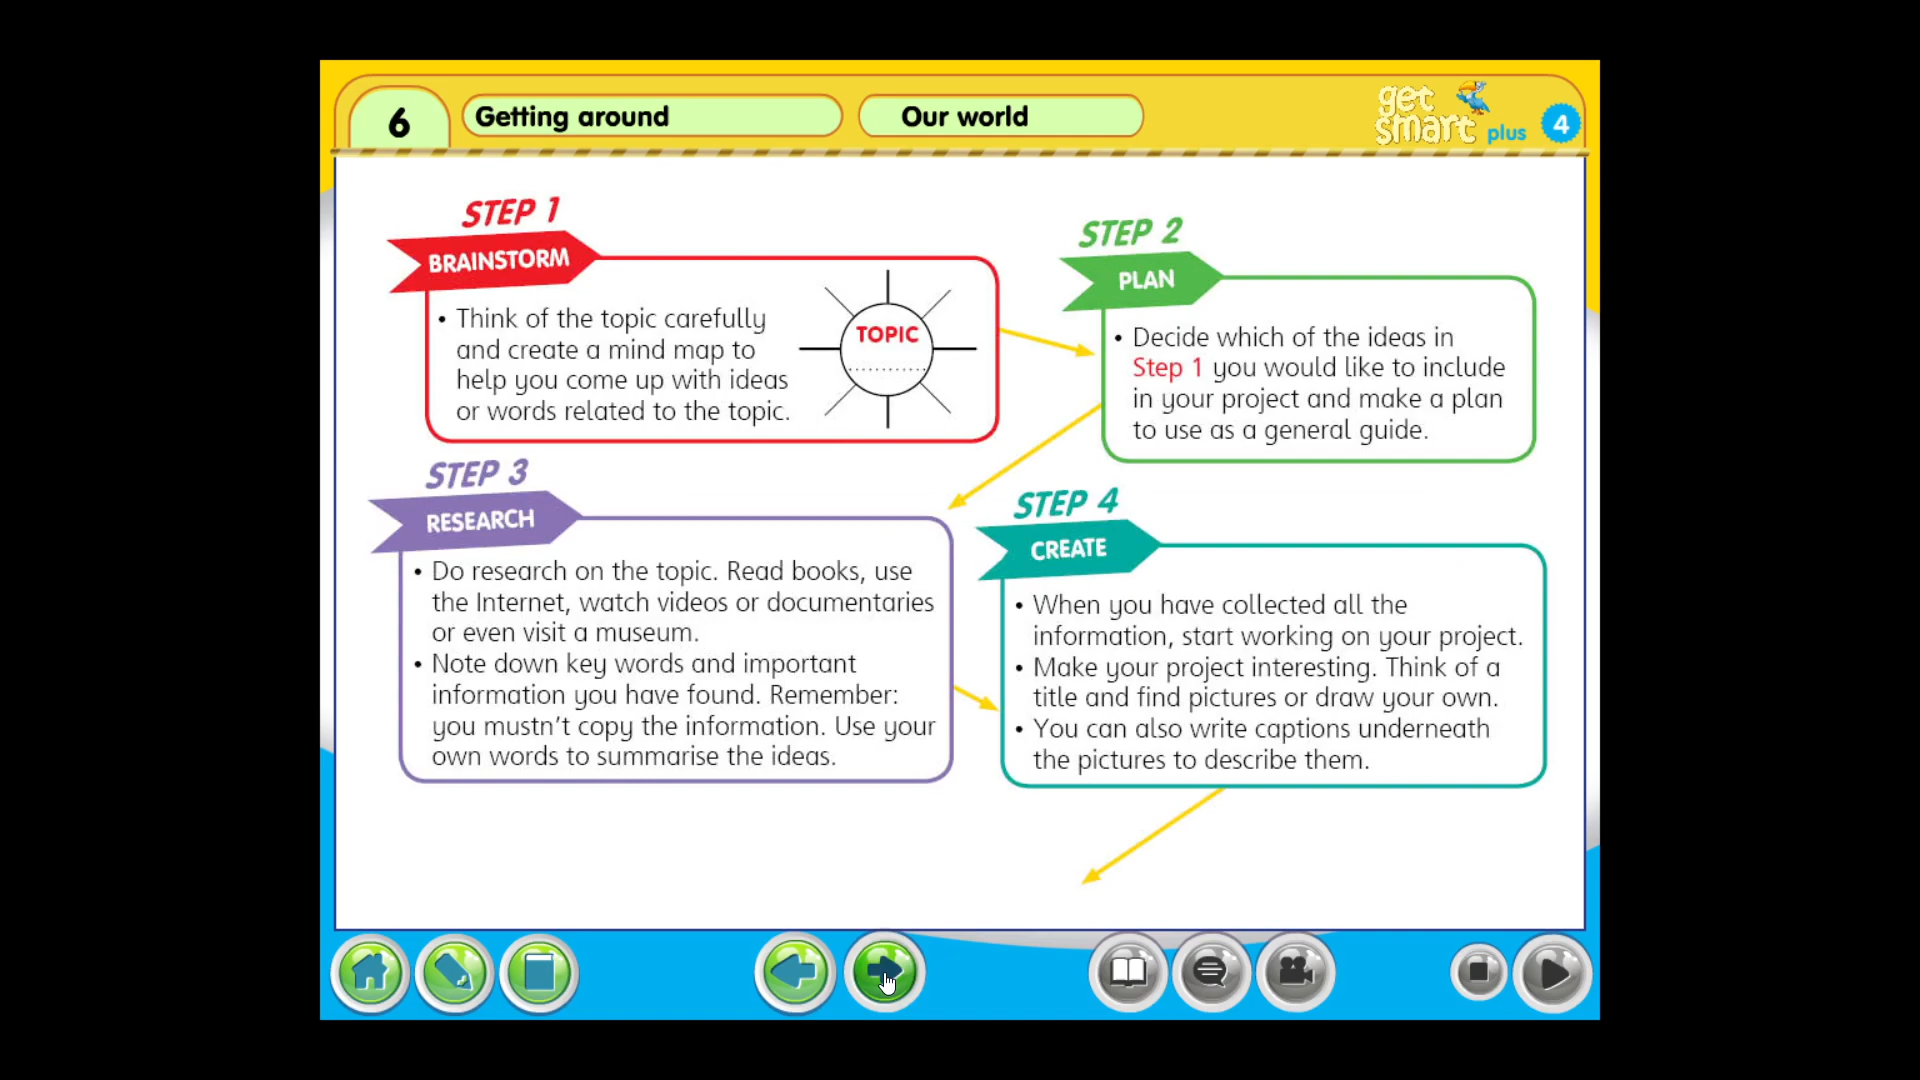 6
Getting around
Our world
get
smart plus 4
STEP 1
BRAINSTORM
• Think of the topic carefully
and create a mind map to
help you come up with ideas
or words related to the topic.
TOPIC
STEP 2
PLAN
• Decide which of the ideas in
Step 1 you would like to include
in your project and make a plan
to use as a general guide.
STEP 3
RESEARCH
• Do research on the topic. Read books, use
the Internet, watch videos or documentaries
or even visit a museum.
• Note down key words and important
information you have found. Remember:
you mustn't copy the information. Use your
own words to summarise the ideas.
STEP 4
CREATE
• When you have collected all the
information, start working on your project.
• Make your project interesting. Think of a
title and find pictures or draw your own.
• You can also write captions underneath
the pictures to describe them.